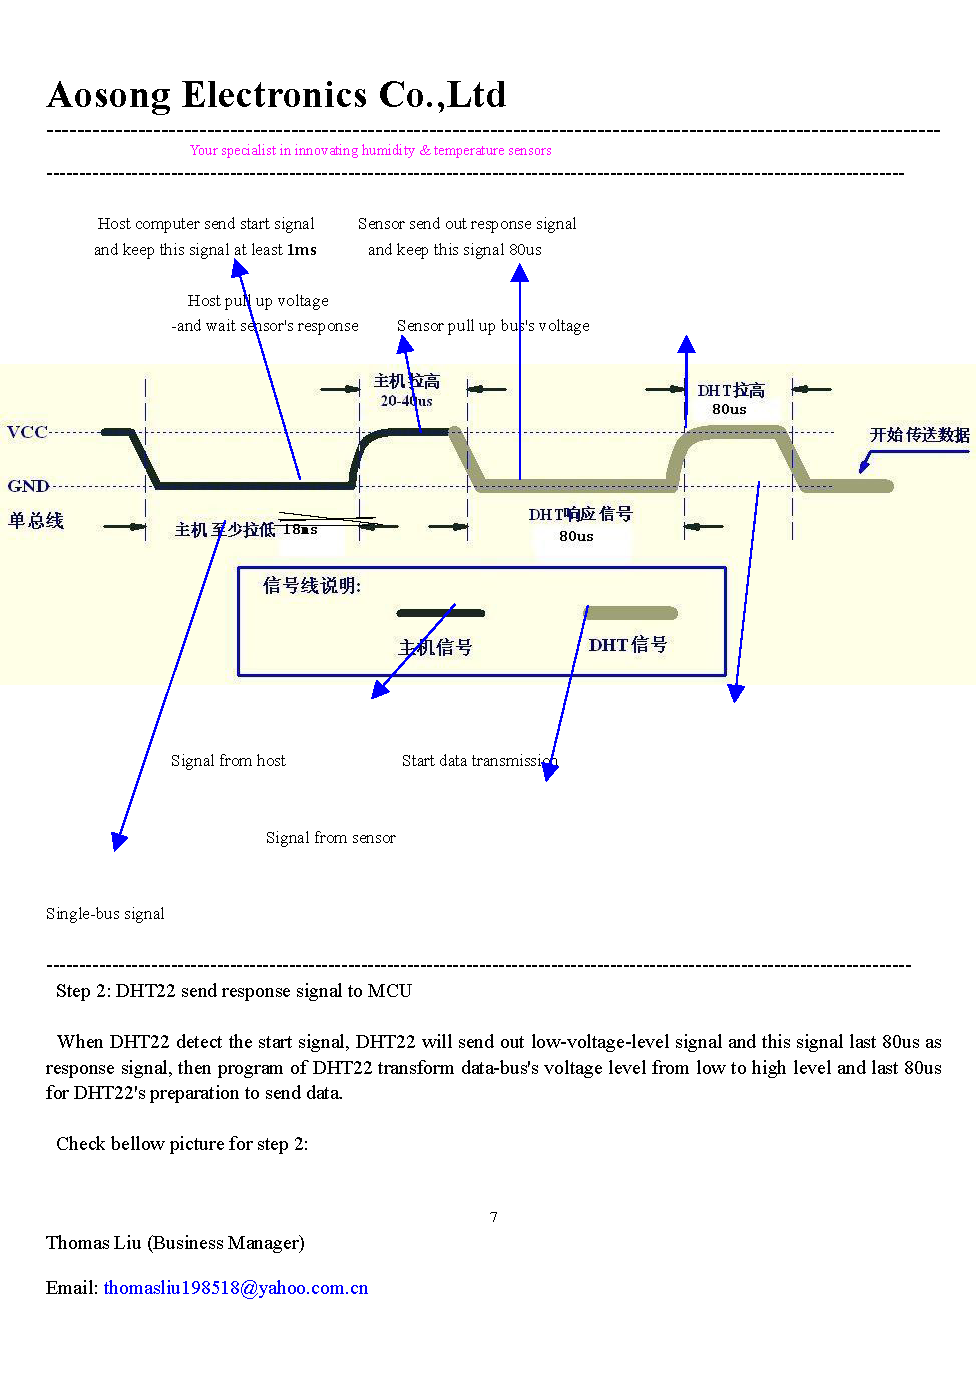 Aosong Electronics Co.,Ltd
--------------------------------------------------------------------------------
Your specialist in innovating humidity & temperature sensors
--------------------------------------------------------------------------------
Host computer send start signal
and keep this signal at least 1ms
Sensor send out response signal
and keep this signal 80us
Host pull up voltage
-and wait sensor's response
Sensor pull up bus's voltage
主机拉高
20-40us
DHT拉高
80us
VCC
开始传送数据
GND
单总线
主机至少拉低
DHT响应信号
80us
信号线说明:
主机信号
DHT信号
Signal from host
Start data transmission
Signal from sensor
Single-bus signal
--------------------------------------------------------------------------------
Step 2: DHT22 send response signal to MCU
When DHT22 detect the start signal, DHT22 will send out low-voltage-level signal and this signal last 80us as
response signal, then program of DHT22 transform data-bus's voltage level from low to high level and last 80us
for DHT22's preparation to send data.
Check bellow picture for step 2:
7
Thomas Liu (Business Manager)
Email: thomasliu198518@yahoo.com.cn